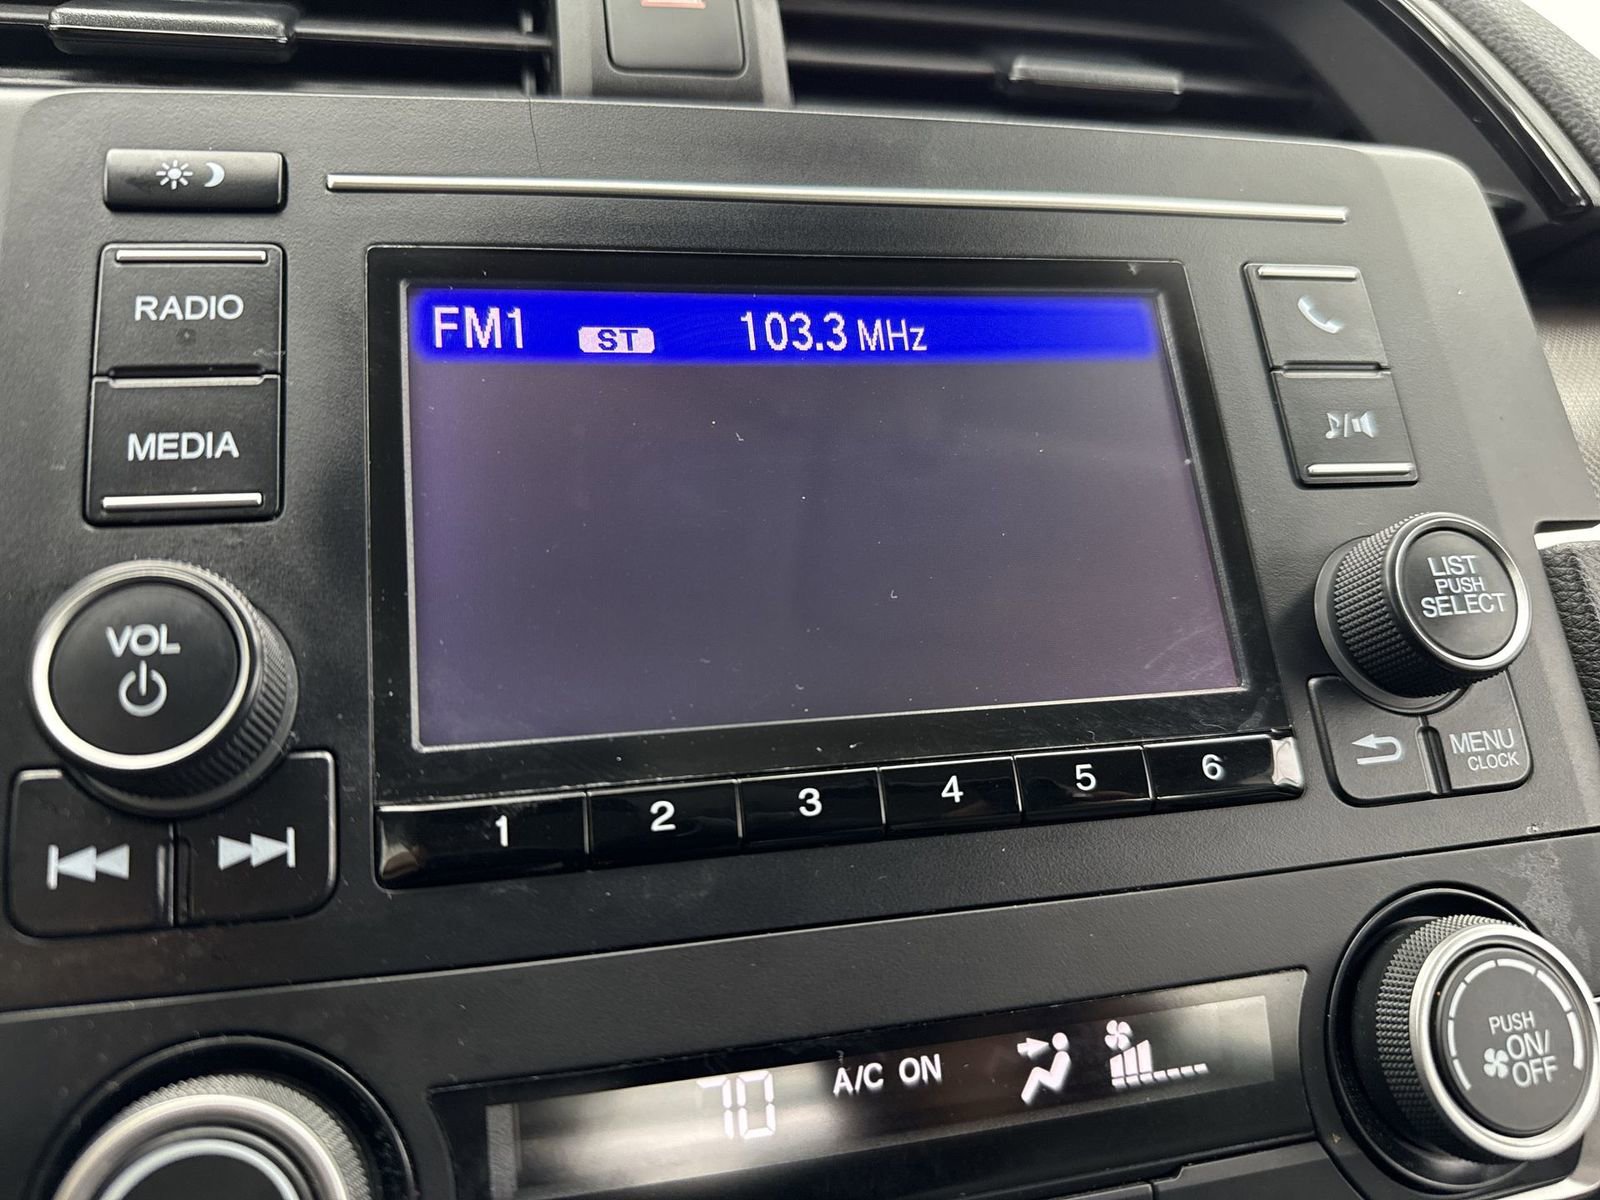 RADIO
MEDIA
FM1 ST 103.3 MHz
VOL
LIST
PUSH
SELECT
MENU
CLOCK
1 2 3 4 5 6
70 A/C ON
PUSH
ON/
OFF